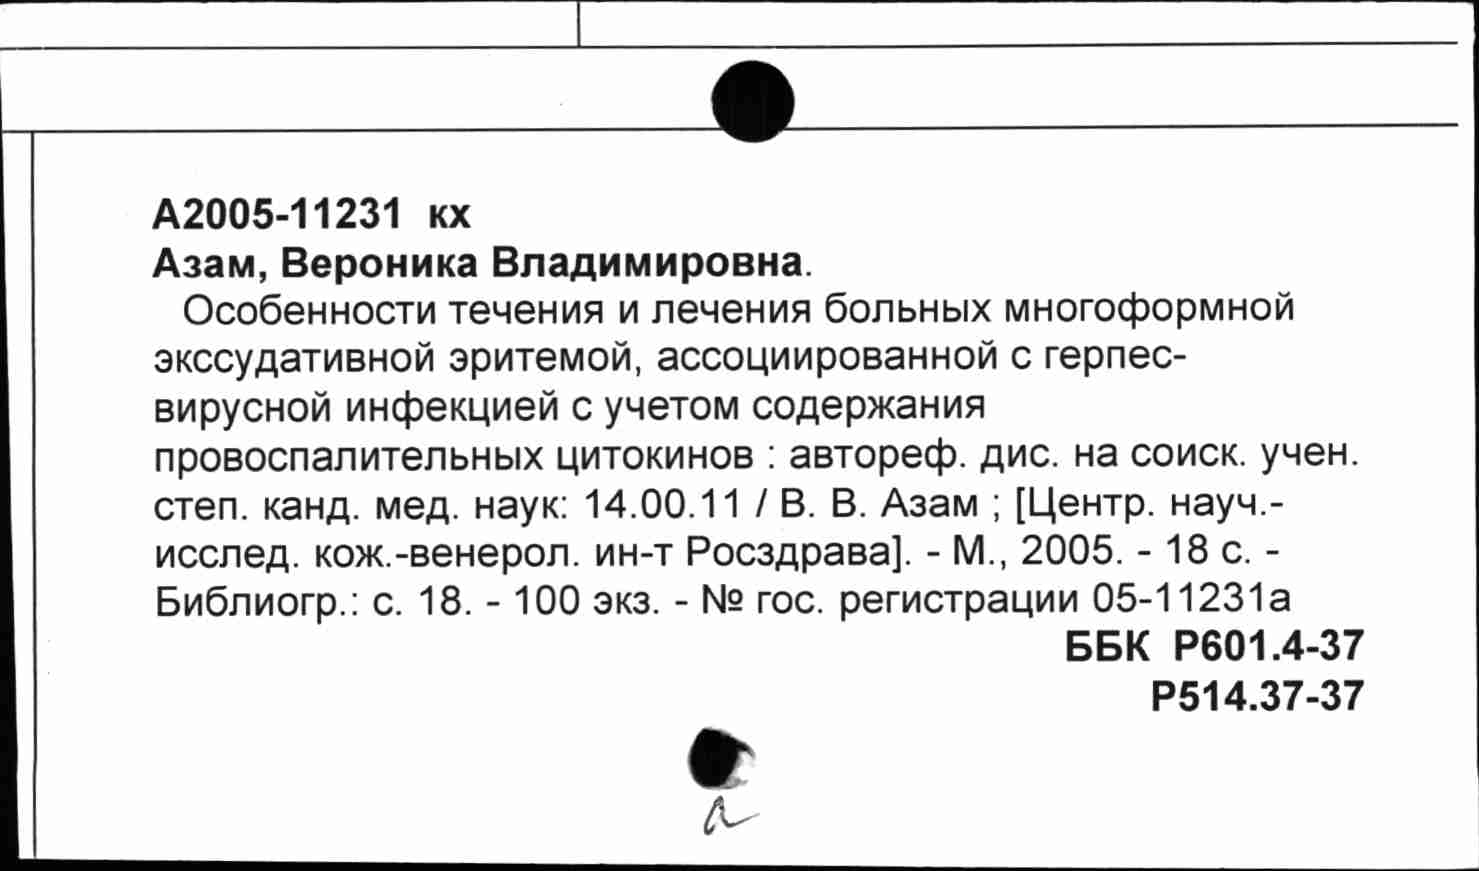 А2005-11231 кх
Азам, Вероника Владимировна.
Особенности течения и лечения больных многоформной
экссудативной эритемой, ассоциированной с герпес-
вирусной инфекцией с учетом содержания
провоспалительных цитокинов : автореф. дис. на соиск. учен.
степ. канд. мед. наук: 14.00.11 / В. В. Азам ; [Центр. науч.-
исслед. кож.-венерол. ин-т Росздрава]. - М., 2005. - 18 с. -
Библиогр.: с. 18. - 100 экз. - № гос. регистрации 05-11231а
ББК Р601.4-37
Р514.37-37
а